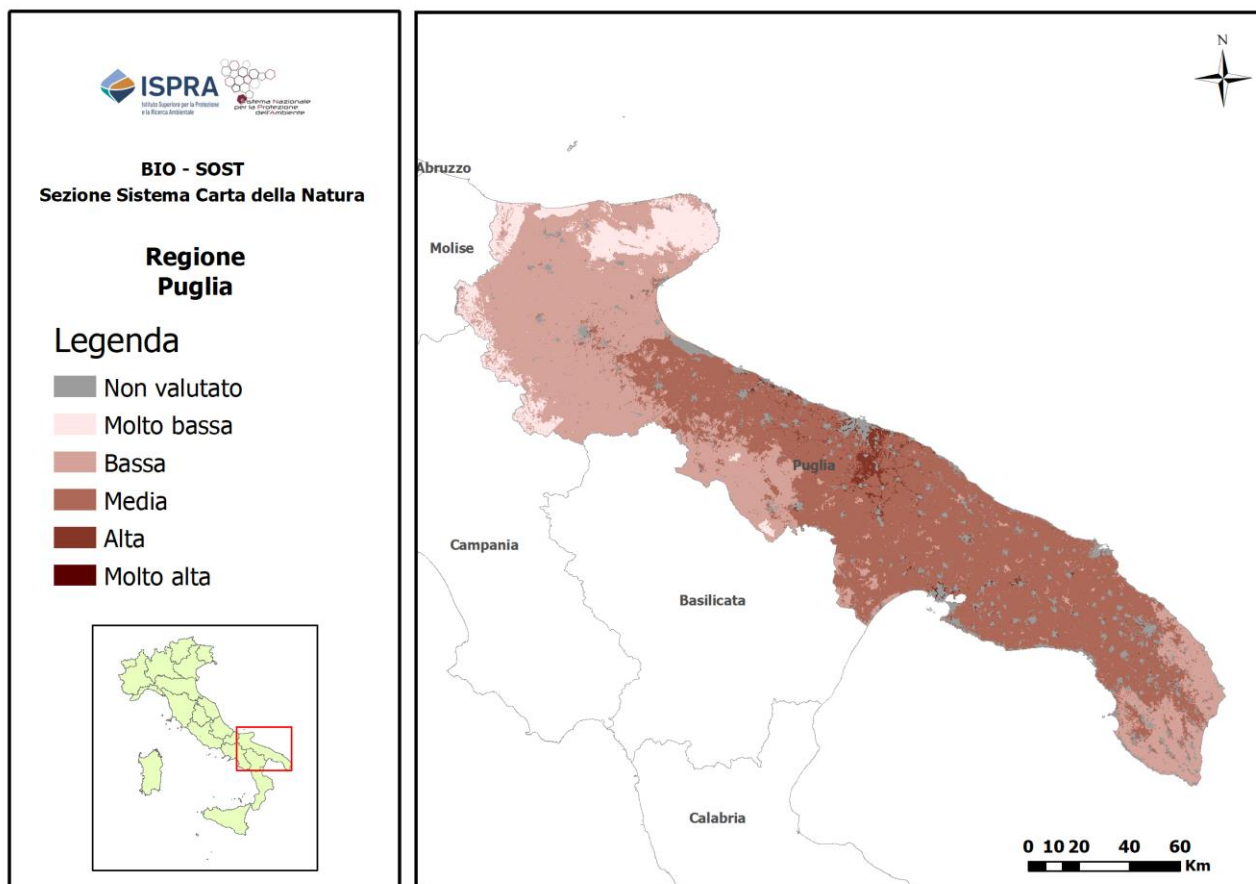 ISPRA
Istituto Superiore per la Protezione
e la Ricerca Ambientale
Sistema Nazionale
per la Protezione
dell'Ambiente
BIO - SOST
Sezione Sistema Carta della Natura
Regione
Puglia
Legenda
Non valutato
Molto bassa
Bassa
Media
Alta
Molto alta
N
Abruzzo
Molise
Puglia
Campania
Basilicata
Calabria
0 10 20 40 60
Km